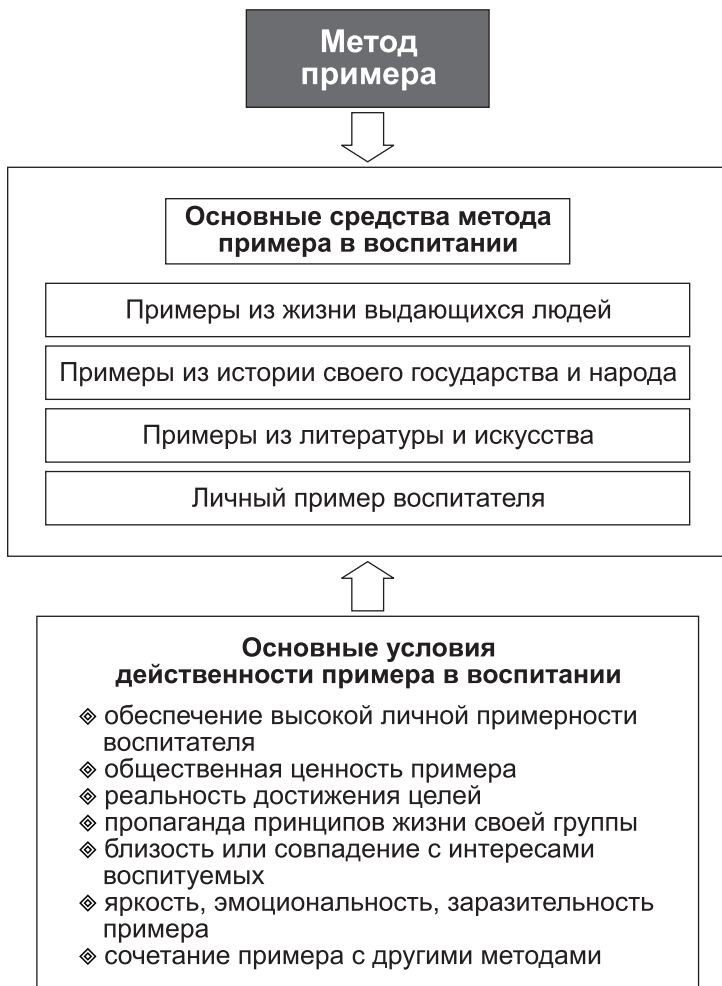 Метод
примера
Основные средства метода
примера в воспитании
Примеры из жизни выдающихся людей
Примеры из истории своего государства и народа
Примеры из литературы и искусства
Личный пример воспитателя
Основные условия
действенности примера в воспитании
обеспечение высокой личной примерности
воспитателя
общественная ценность примера
реальность достижения целей
пропаганда принципов жизни своей группы
близость или совпадение с интересами
воспитуемых
яркость, эмоциональность, заразительность
примера
сочетание примера с другими методами